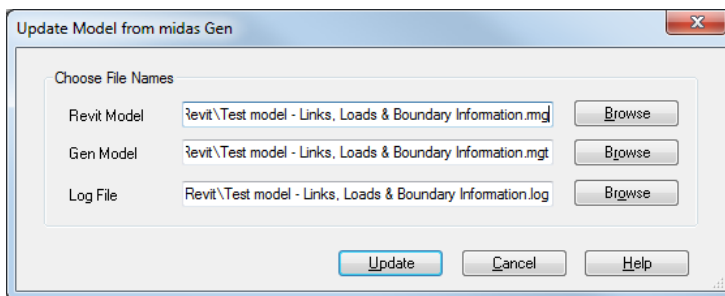 Update Model from midas Gen
Choose File Names
Revit Model Revit\Test model - Links, Loads & Boundary Information.rmg Browse
Gen Model Revit\Test model - Links, Loads & Boundary Information.mgt Browse
Log File Revit\Test model - Links, Loads & Boundary Information.log Browse
Update Cancel Help